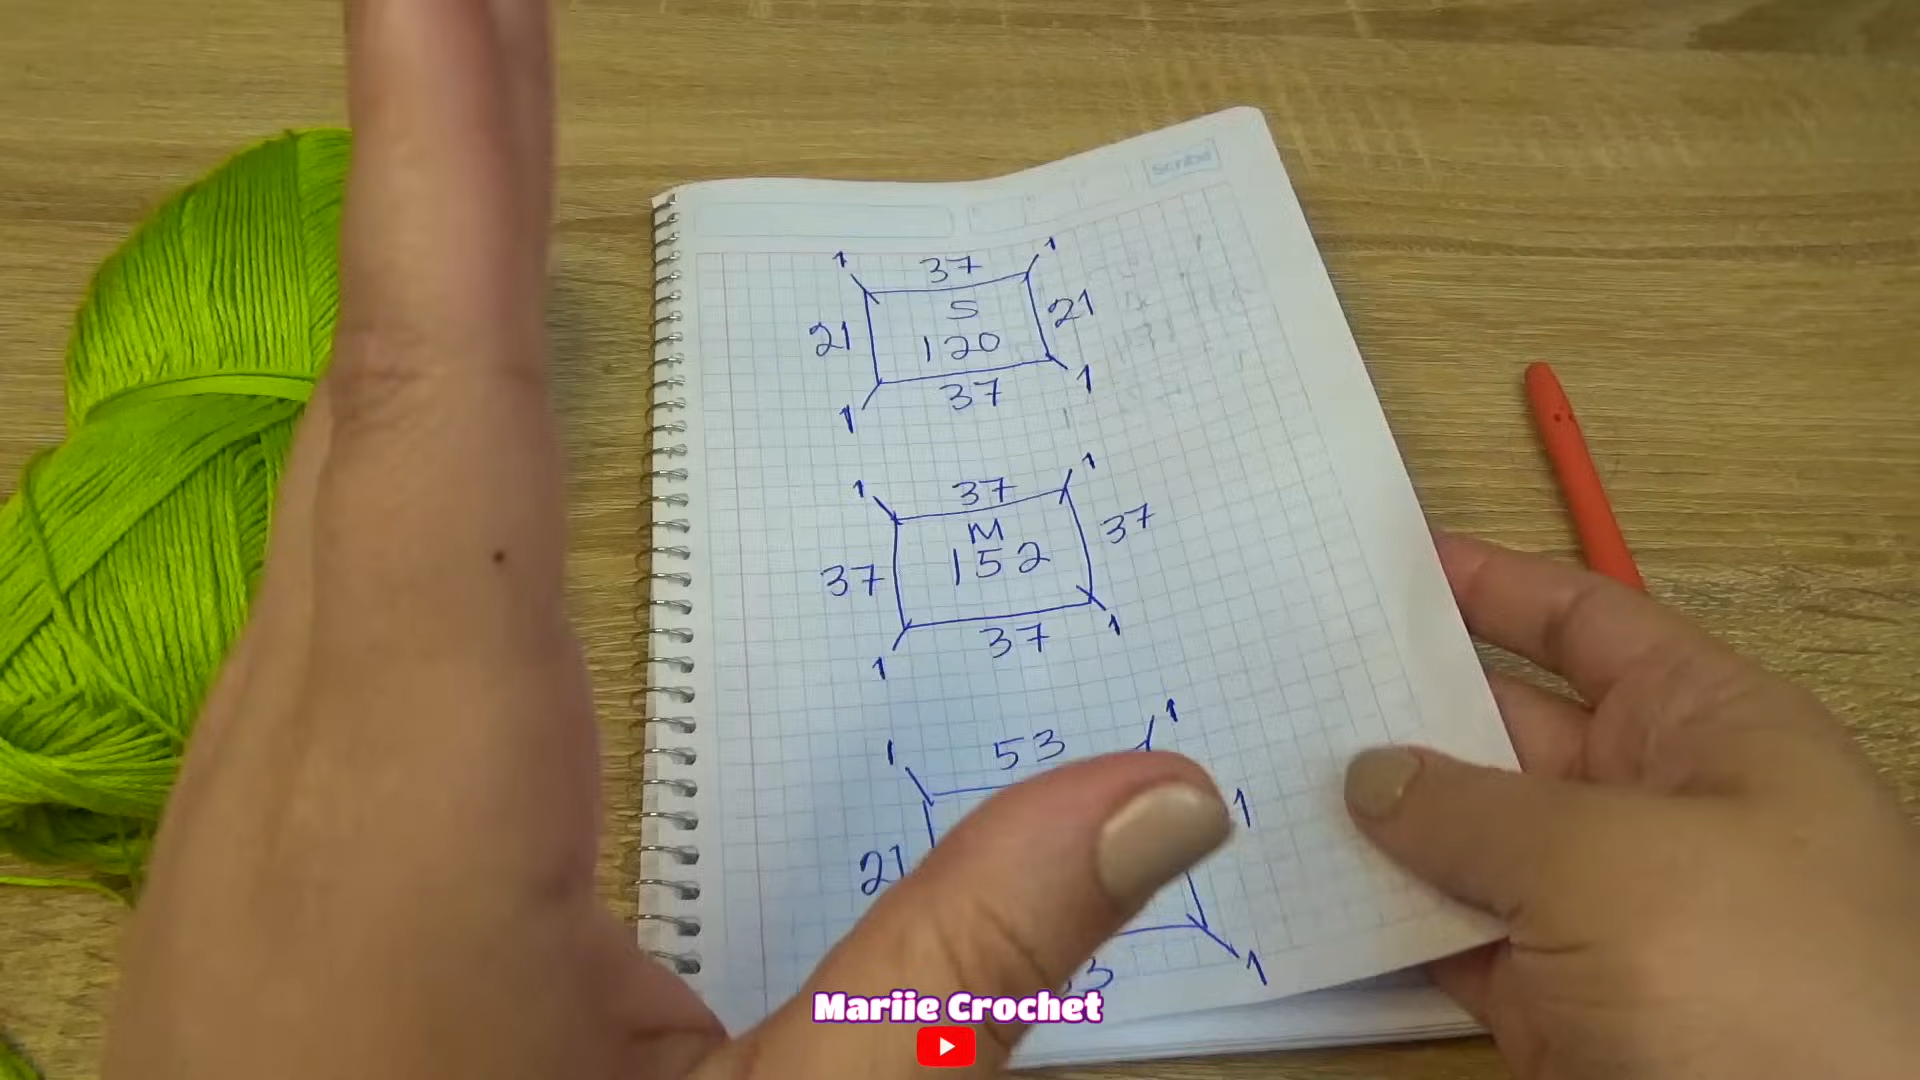 Scribe
1 37 1
21 S 21
120
1 37 1
1 37 1
M
37 152 37
1 37 1
1 53 1
21 1
1
Mariie Crochet